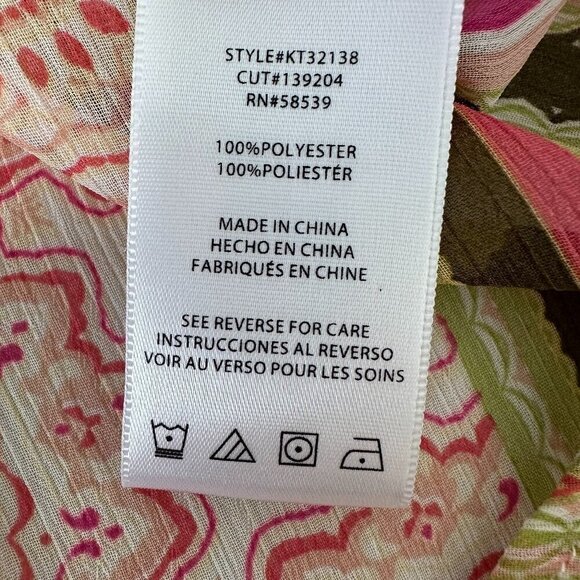 STYLE#KT32138
CUT#139204
RN#58539
100%POLYESTER
100%POLIESTÉR
MADE IN CHINA
HECHO EN CHINA
FABRIQUÉS EN CHINE
SEE REVERSE FOR CARE
INSTRUCCIONES AL REVERSO
VOIR AU VERSO POUR LES SOINS